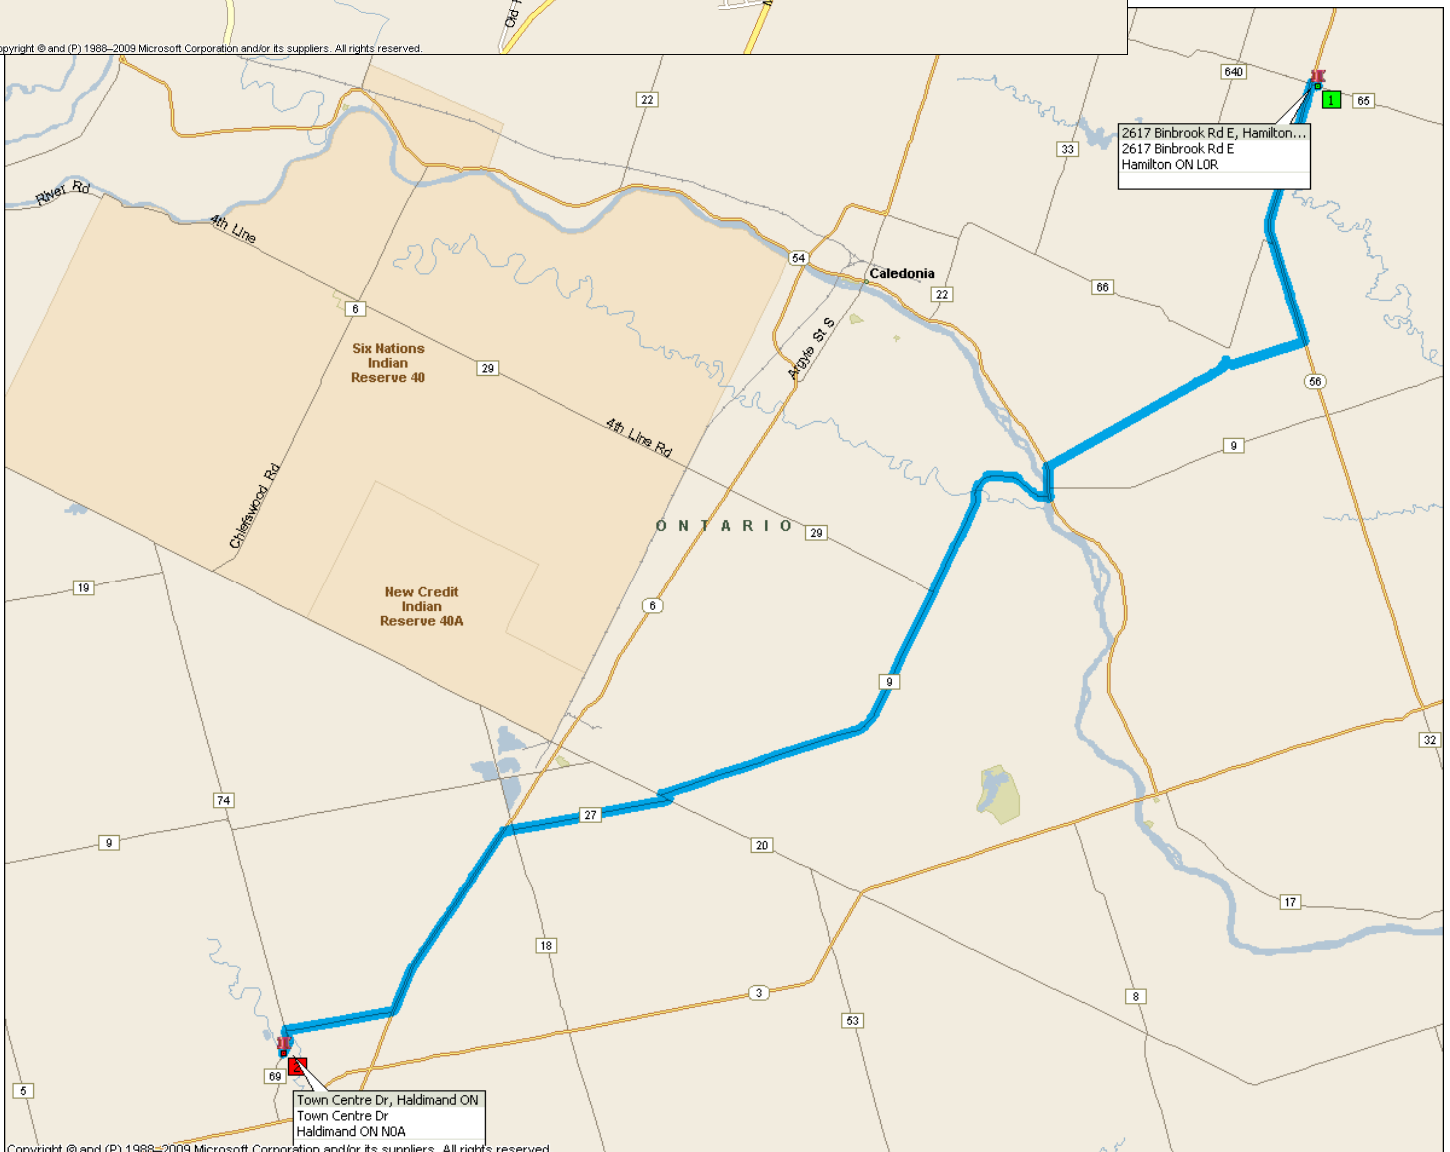 Old
opyright © and (P) 1988–2009 Microsoft Corporation and/or its suppliers. All rights reserved.
640
65
22
1
2617 Binbrook Rd E, Hamilton...
2617 Binbrook Rd E
Hamilton ON L0R
33
River Rd
4th Line
54
Caledonia
66
22
6
Argyle St S
Six Nations
Indian
Reserve 40
29
56
4th Line Rd
9
Chiefswood Rd
ONTARIO
29
19
New Credit
Indian
Reserve 40A
6
9
32
74
27
9
20
17
18
3
8
53
2
69
5
Town Centre Dr, Haldimand ON
Town Centre Dr
Haldimand ON N0A
Copyright © and (P) 1988–2009 Microsoft Corporation and/or its suppliers. All rights reserved.